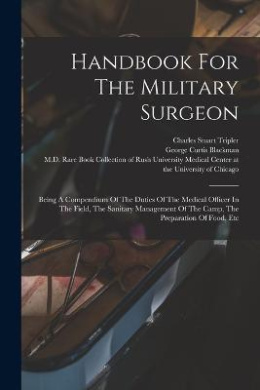 HANDBOOK FOR
THE MILITARY
SURGEON
Charles Stuart Tripler
George Curtis Blackman
M.D. Rare Book Collection of Rush University Medical Center at
the University of Chicago
Being A Compendium Of The Duties Of The Medical Officer In
The Field, The Sanitary Management Of The Camp, The
Preparation Of Food, Etc